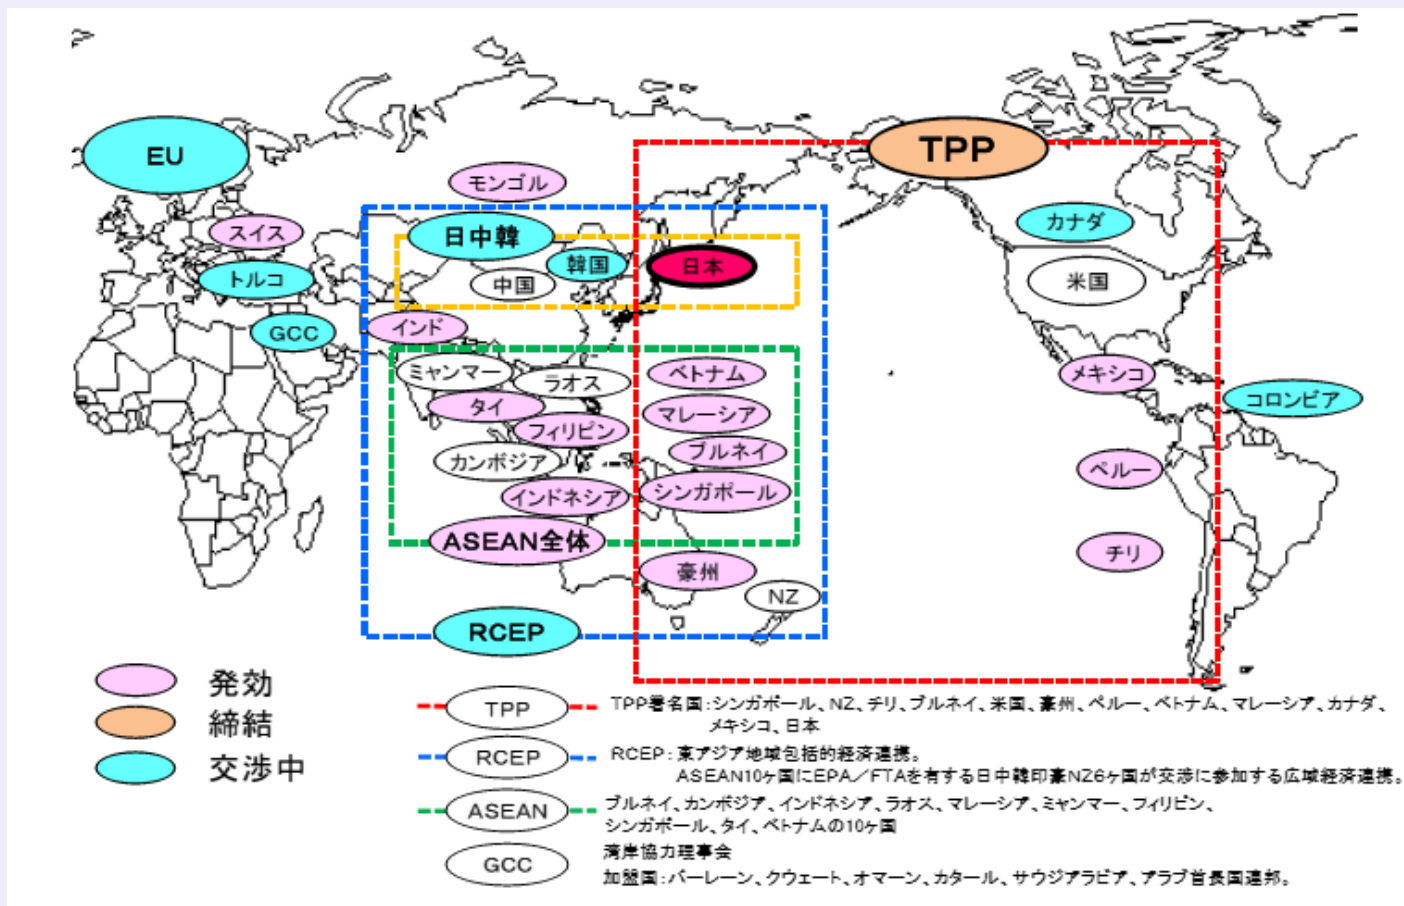 EU
TPP
モンゴル
カナダ
スイス
日中韓
韓国
日本
トルコ
中国
米国
GCC
インド
ミャンマー
ラオス
ベトナム
メキシコ
タイ
マレーシア
コロンビア
フィリピン
ブルネイ
カンボジア
ペルー
インドネシア
シンガポール
ASEAN全体
チリ
豪州
NZ
RCEP
発効
締結
交渉中
TPP
TPP署名国:シンガポール、NZ、チリ、ブルネイ、米国、豪州、ペルー、ベトナム、マレーシア、カナダ、
メキシコ、日本
RCEP
RCEP:東アジア地域包括的経済連携。
ASEAN10ヶ国にEPA/FTAを有する日中韓印豪NZ6ヶ国が交渉に参加する広域経済連携。
ASEAN
ブルネイ、カンボジア、インドネシア、ラオス、マレーシア、ミャンマー、フィリピン、
シンガポール、タイ、ベトナムの10ヶ国
GCC
湾岸協力理事会
加盟国:バーレーン、クウェート、オマーン、カタール、サウジアラビア、アラブ首長国連邦。